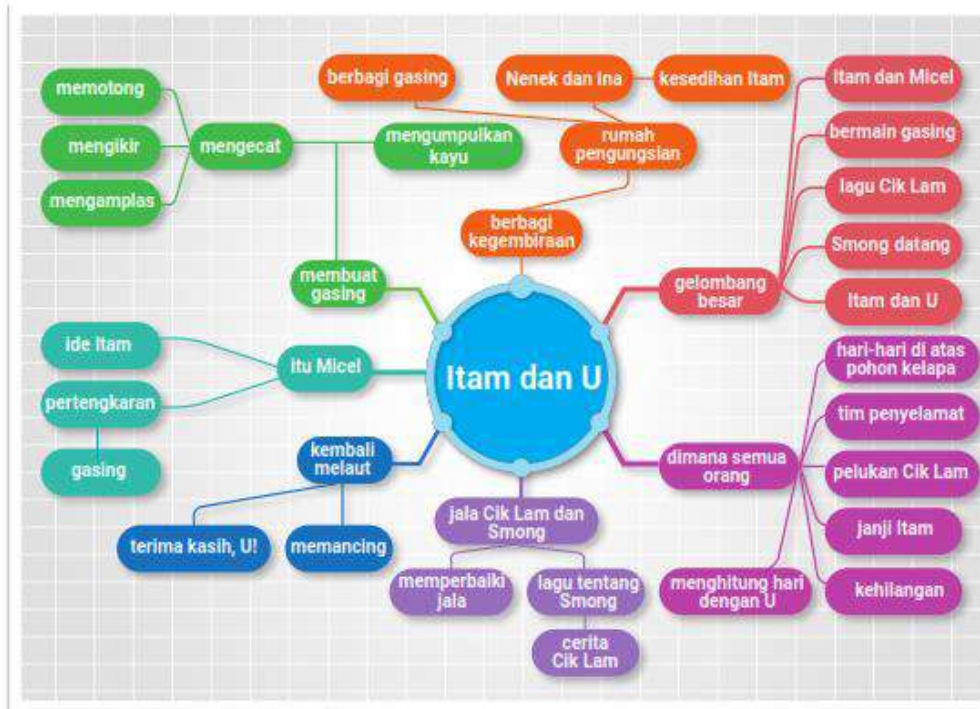 Itam dan U
gelombang
besar
Itam dan Micel
bermain gasing
lagu Cik Lam
Smong datang
Itam dan U
dimana semua
orang
hari-hari di atas
pohon kelapa
tim penyelamat
pelukan Cik Lam
janji Itam
kehilangan
menghitung hari
dengan U
jala Cik Lam dan
Smong
memperbaiki
jala
lagu tentang
Smong
cerita
Cik Lam
kembali
melaut
terima kasih, U!
memancing
itu Micel
ide Itam
pertengkaran
gasing
membuat
gasing
mengumpulkan
kayu
mengecat
memotong
mengikir
mengamplas
berbagi
kegembiraan
rumah
pengungsian
berbagi gasing
Nenek dan Ina
kesedihan Itam